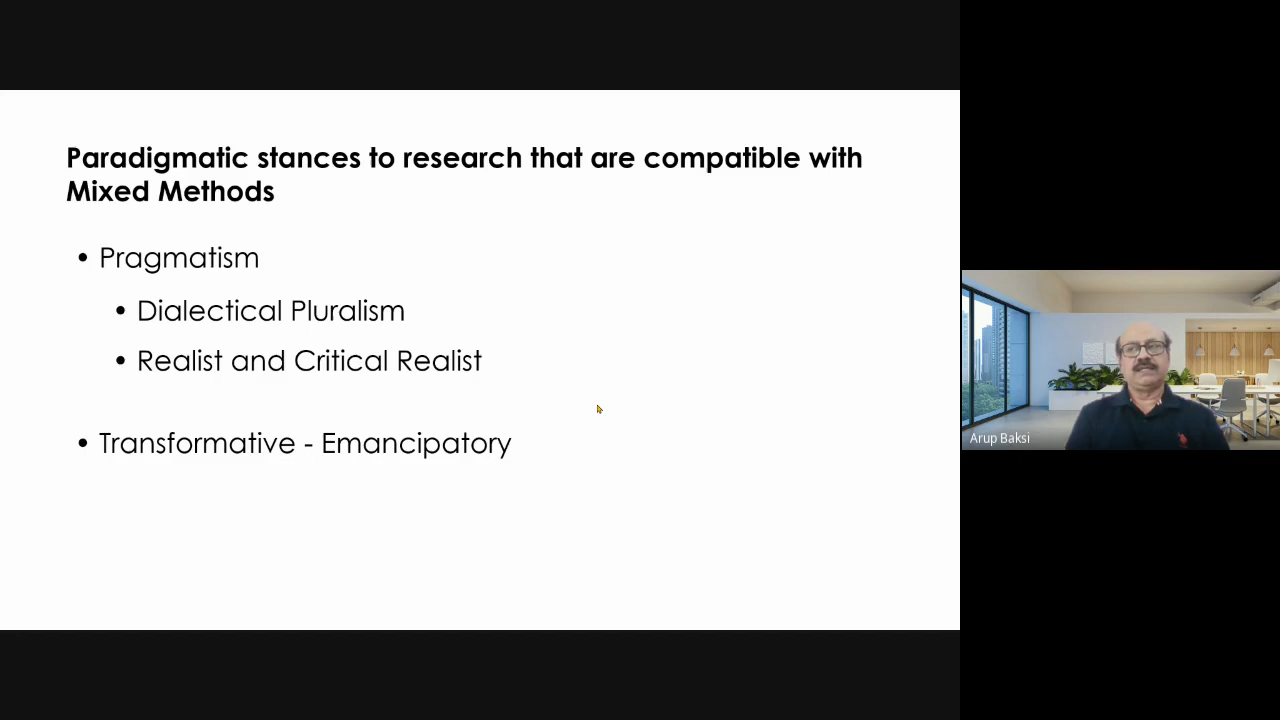 Paradigmatic stances to research that are compatible with
Mixed Methods
• Pragmatism
• Dialectical Pluralism
• Realist and Critical Realist
• Transformative - Emancipatory
Arup Baksi